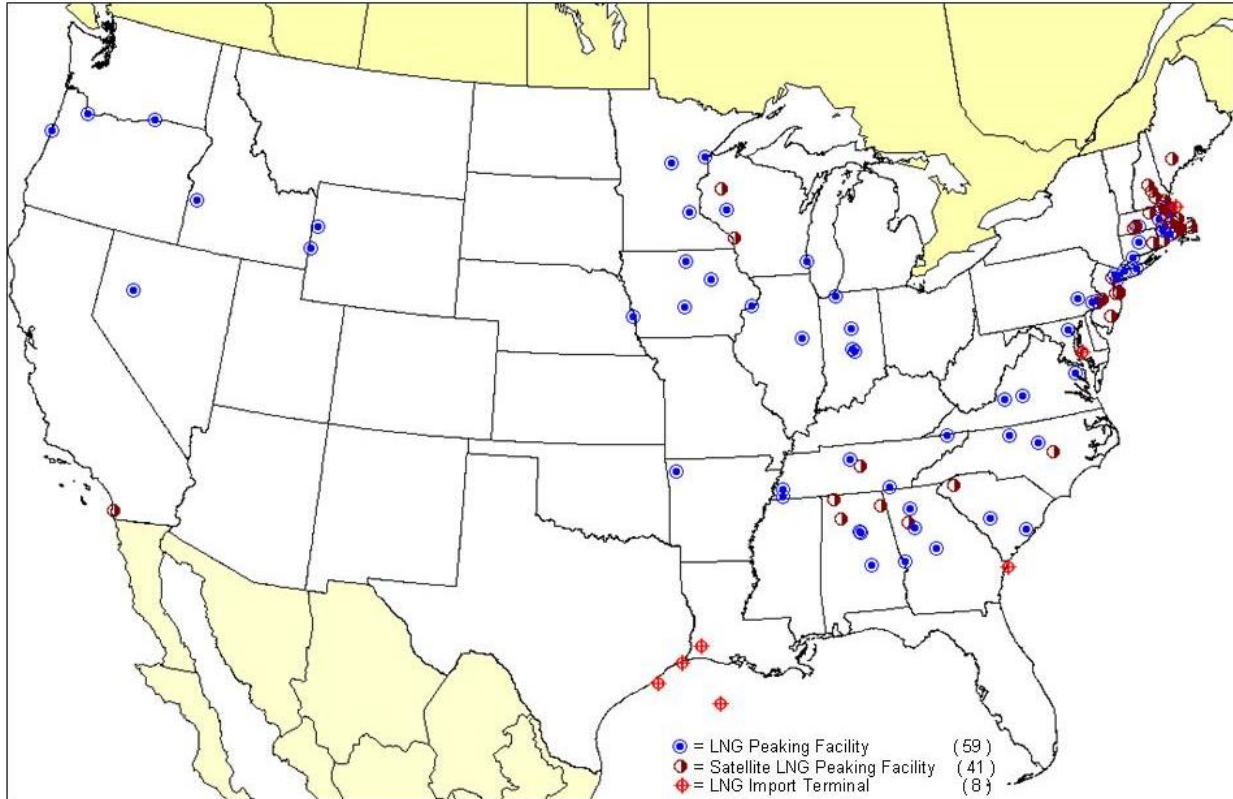 = LNG Peaking Facility (59)
= Satellite LNG Peaking Facility (41)
= LNG Import Terminal (8)